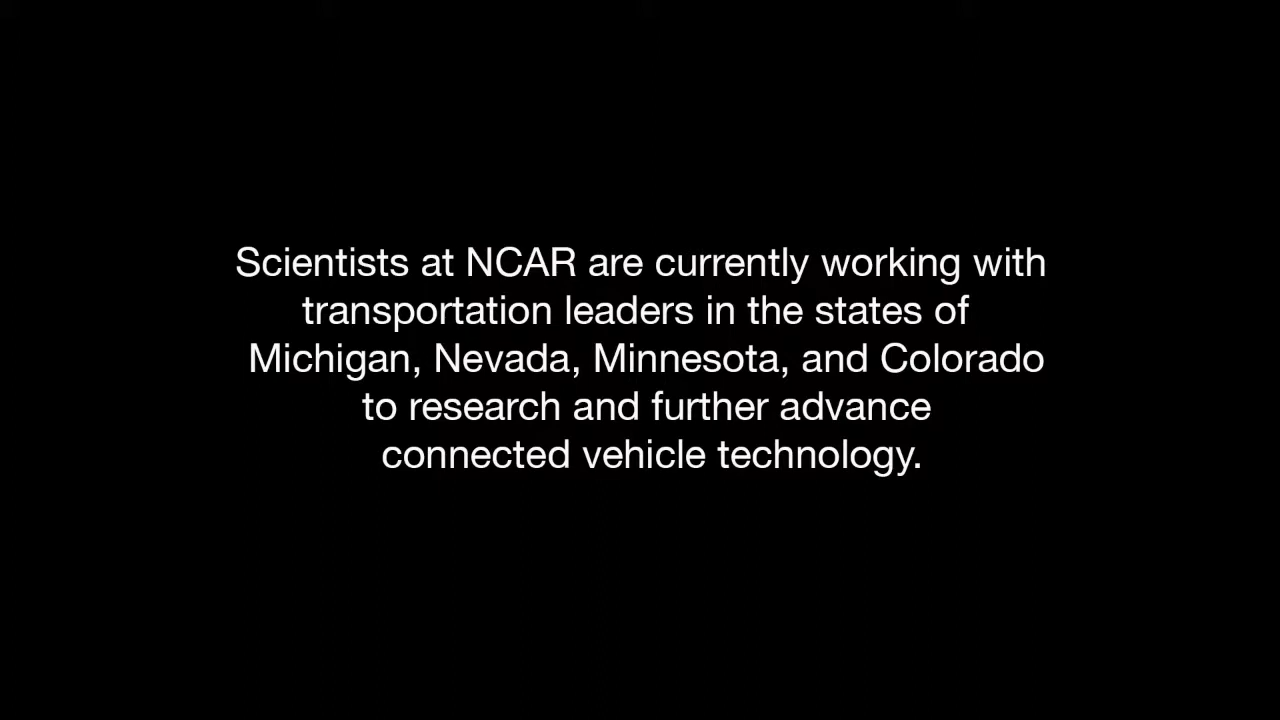 Scientists at NCAR are currently working with
transportation leaders in the states of
Michigan, Nevada, Minnesota, and Colorado
to research and further advance
connected vehicle technology.